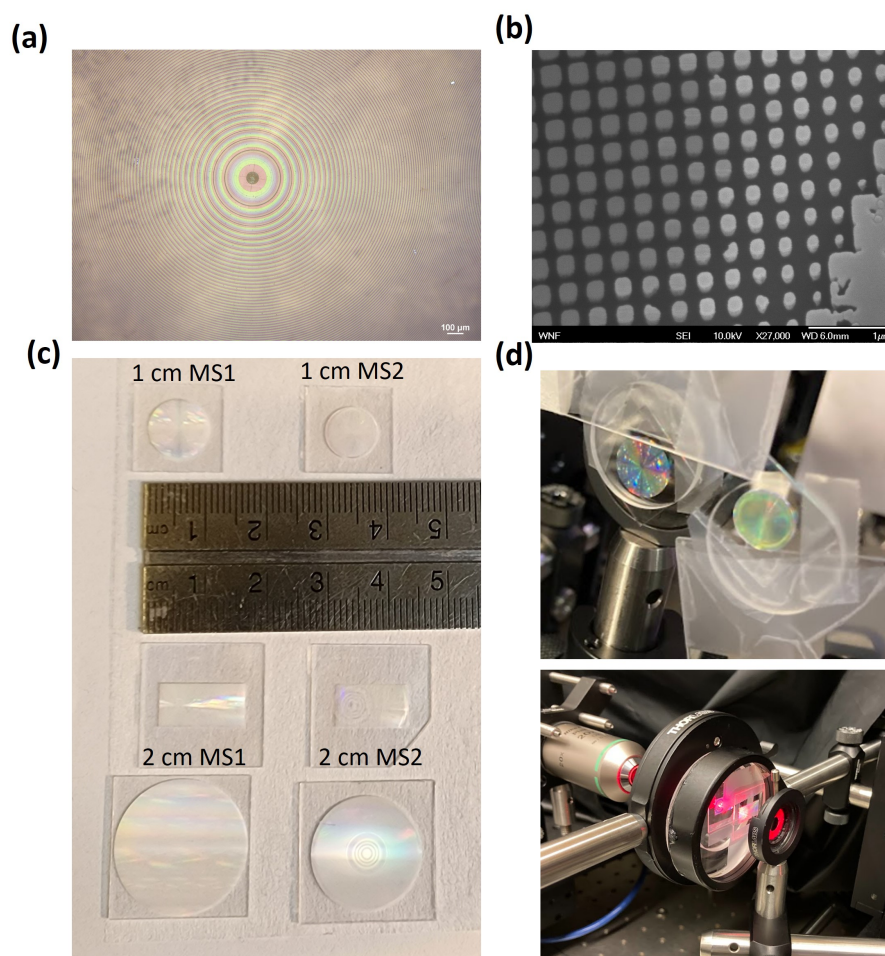 (a)
(b)
100 µm
WNF SEI 10.0kV X27,000 WD 6.0mm 1µ
(c)
(d)
1 cm MS1 1 cm MS2
cm 1 2 3 4 5
cm 1 2 3 4 5
2 cm MS1 2 cm MS2